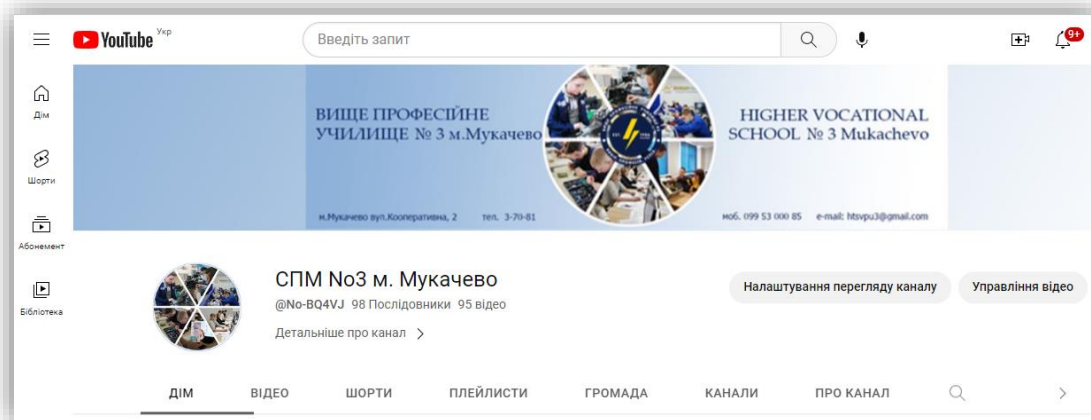 YouTube Укр
Введіть запит
9+
Дім
Шорти
Абонемент
Бібліотека
ВИЩЕ ПРОФЕСІЙНЕ
УЧИЛИЩЕ № 3 м.Мукачево
HIGHER VOCATIONAL
SCHOOL № 3 Mukachevo
м.Мукачево вул.Кооперативна, 2 тел. 3-70-81
моб. 099 53 000 85 e-mail: htsvpu3@gmail.com
СПМ No3 м. Мукачево
@No-BQ4VJ 98 Послідовники 95 відео
Детальніше про канал
Налаштування перегляду каналу
Управління відео
ДІМ ВІДЕО ШОРТИ ПЛЕЙЛИСТИ ГРОМАДА КАНАЛИ ПРО КАНАЛ